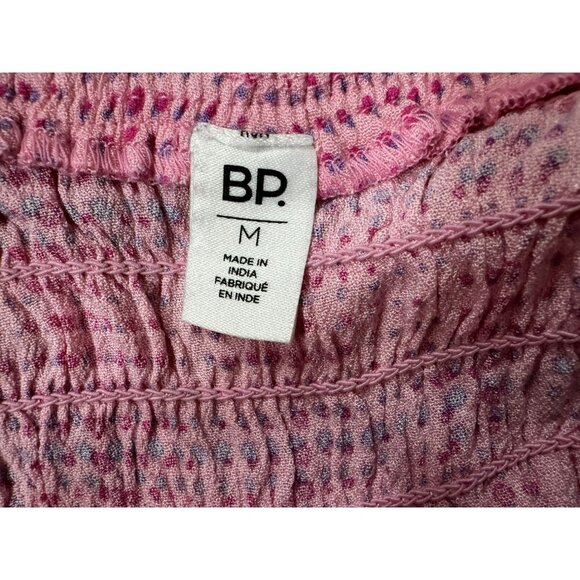 BP.
M
MADE IN
INDIA
FABRIQUÉ
EN INDE